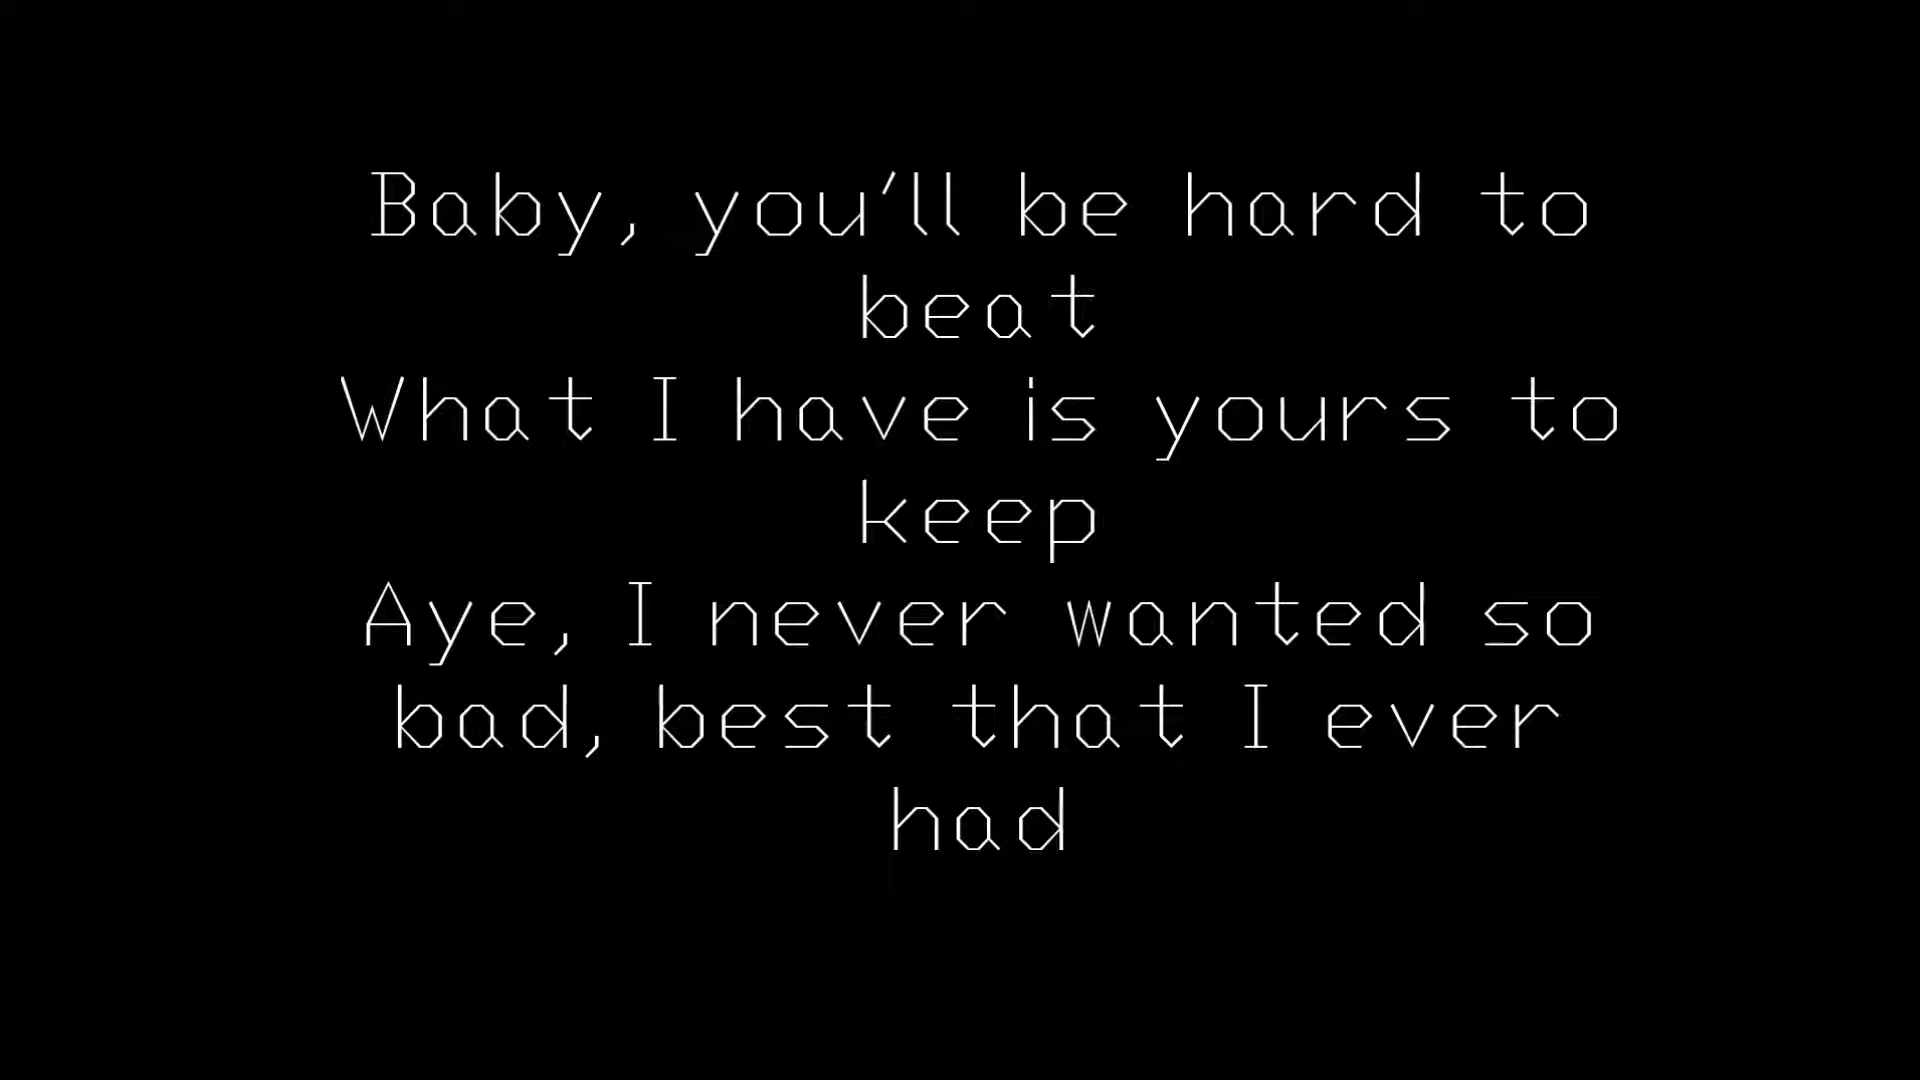 Baby, you'll be hard to
beat
What I have is yours to
keep
Aye, I never wanted so
bad, best that I ever
had